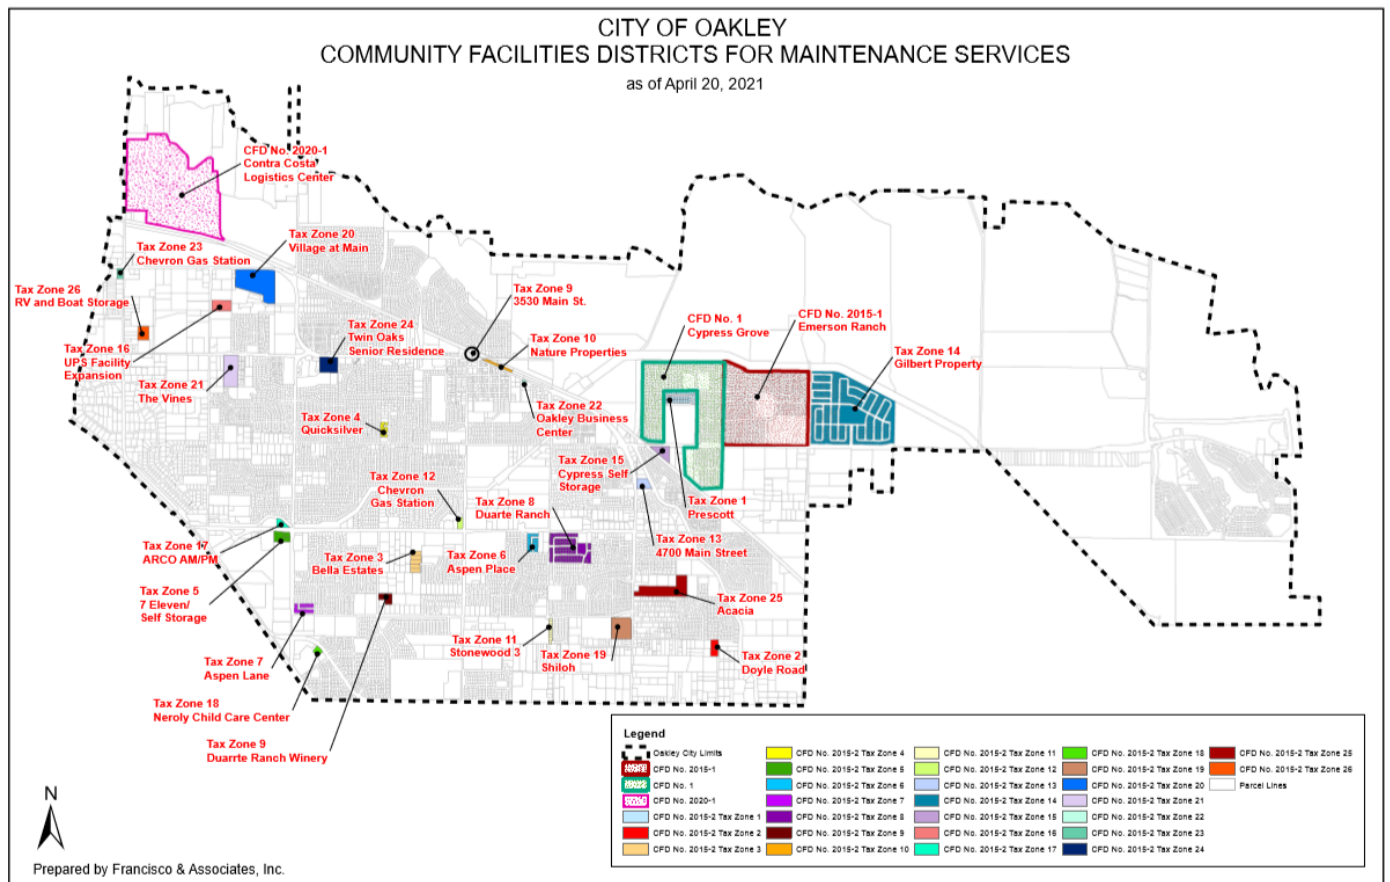 CITY OF OAKLEY
COMMUNITY FACILITIES DISTRICTS FOR MAINTENANCE SERVICES
as of April 20, 2021
CFD No. 2020-1
Contra Costa
Logistics Center
Tax Zone 20
Village at Main
Tax Zone 23
Chevron Gas Station
Tax Zone 26
RV and Boat Storage
Tax Zone 9
3530 Main St.
Tax Zone 24
Twin Oaks
Senior Residence
Tax Zone 10
Nature Properties
CFD No. 1
Cypress Grove
CFD No. 2015-1
Emerson Ranch
Tax Zone 14
Gilbert Property
Tax Zone 16
UPS Facility
Expansion
Tax Zone 21
The Vines
Tax Zone 4
Quicksilver
Tax Zone 22
Oakley Business
Center
Tax Zone 15
Cypress Self
Storage
Tax Zone 12
Chevron
Gas Station
Tax Zone 8
Duarte Ranch
Tax Zone 1
Prescott
Tax Zone 13
4700 Main Street
Tax Zone 17
ARCO AM/PM
Tax Zone 3
Bella Estates
Tax Zone 6
Aspen Place
Tax Zone 5
7 Eleven/
Self Storage
Tax Zone 25
Acacia
Tax Zone 11
Stonewood 3
Tax Zone 19
Shiloh
Tax Zone 2
Doyle Road
Tax Zone 7
Aspen Lane
Tax Zone 18
Neroly Child Care Center
Tax Zone 9
Duarrte Ranch Winery
Legend
Oakley City Limits
CFD No. 2015-1
CFD No. 1
CFD No. 2020-1
CFD No. 2015-2 Tax Zone 1
CFD No. 2015-2 Tax Zone 2
CFD No. 2015-2 Tax Zone 3
CFD No. 2015-2 Tax Zone 4
CFD No. 2015-2 Tax Zone 5
CFD No. 2015-2 Tax Zone 6
CFD No. 2015-2 Tax Zone 7
CFD No. 2015-2 Tax Zone 8
CFD No. 2015-2 Tax Zone 9
CFD No. 2015-2 Tax Zone 10
CFD No. 2015-2 Tax Zone 11
CFD No. 2015-2 Tax Zone 12
CFD No. 2015-2 Tax Zone 13
CFD No. 2015-2 Tax Zone 14
CFD No. 2015-2 Tax Zone 15
CFD No. 2015-2 Tax Zone 16
CFD No. 2015-2 Tax Zone 17
CFD No. 2015-2 Tax Zone 18
CFD No. 2015-2 Tax Zone 19
CFD No. 2015-2 Tax Zone 20
CFD No. 2015-2 Tax Zone 21
CFD No. 2015-2 Tax Zone 22
CFD No. 2015-2 Tax Zone 23
CFD No. 2015-2 Tax Zone 24
CFD No. 2015-2 Tax Zone 25
CFD No. 2015-2 Tax Zone 26
Parcel Lines
N
Prepared by Francisco & Associates, Inc.